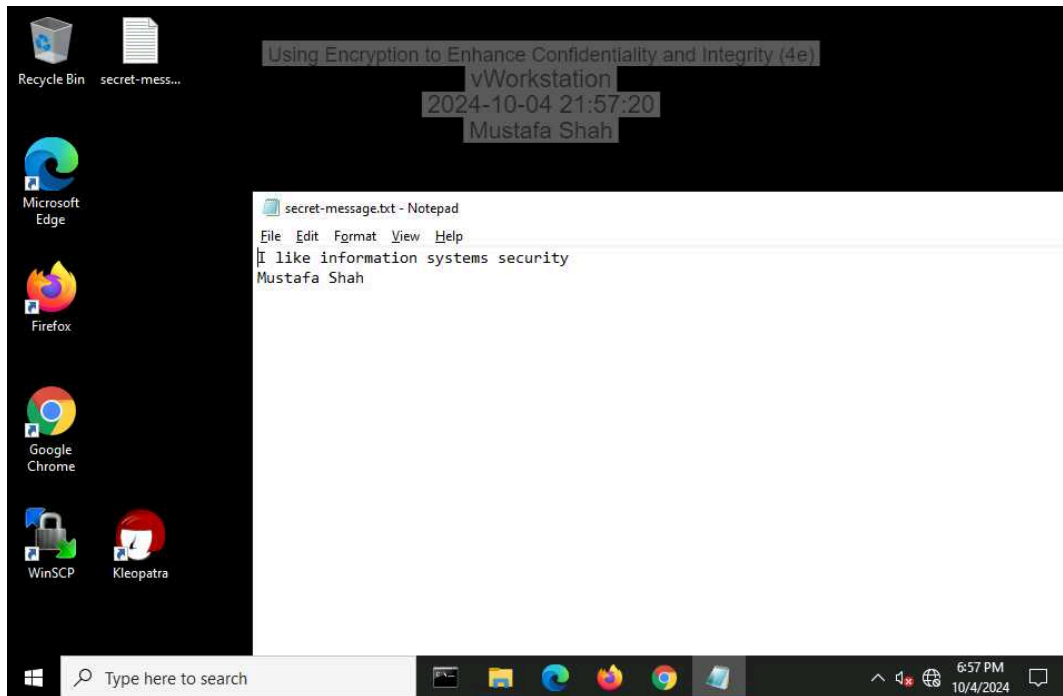 Recycle Bin
secret-mess...
Using Encryption to Enhance Confidentiality and Integrity (4e)
vWorkstation
2024-10-04 21:57:20
Mustafa Shah
Microsoft
Edge
secret-message.txt - Notepad
File Edit Format View Help
I like information systems security
Mustafa Shah
Firefox
Google
Chrome
WinSCP
Kleopatra
Type here to search
6:57 PM
10/4/2024